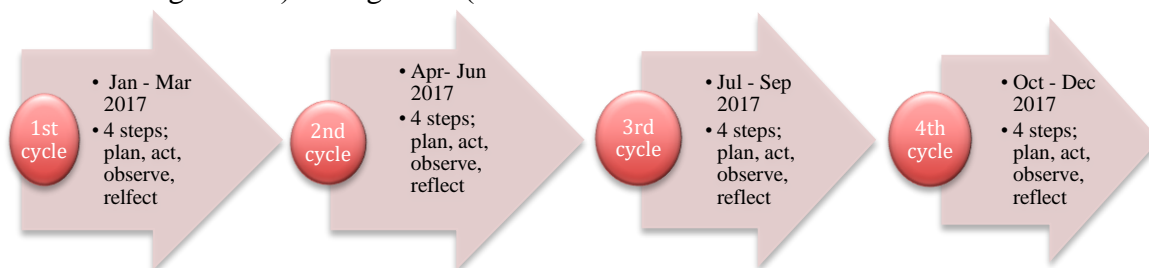 1st
cycle
• Jan - Mar
2017
• 4 steps;
plan, act,
observe,
relfect
2nd
cycle
• Apr- Jun
2017
• 4 steps;
plan, act,
observe,
reflect
3rd
cycle
• Jul - Sep
2017
• 4 steps;
plan, act,
observe,
reflect
4th
cycle
• Oct - Dec
2017
• 4 steps;
plan, act,
observe,
reflect